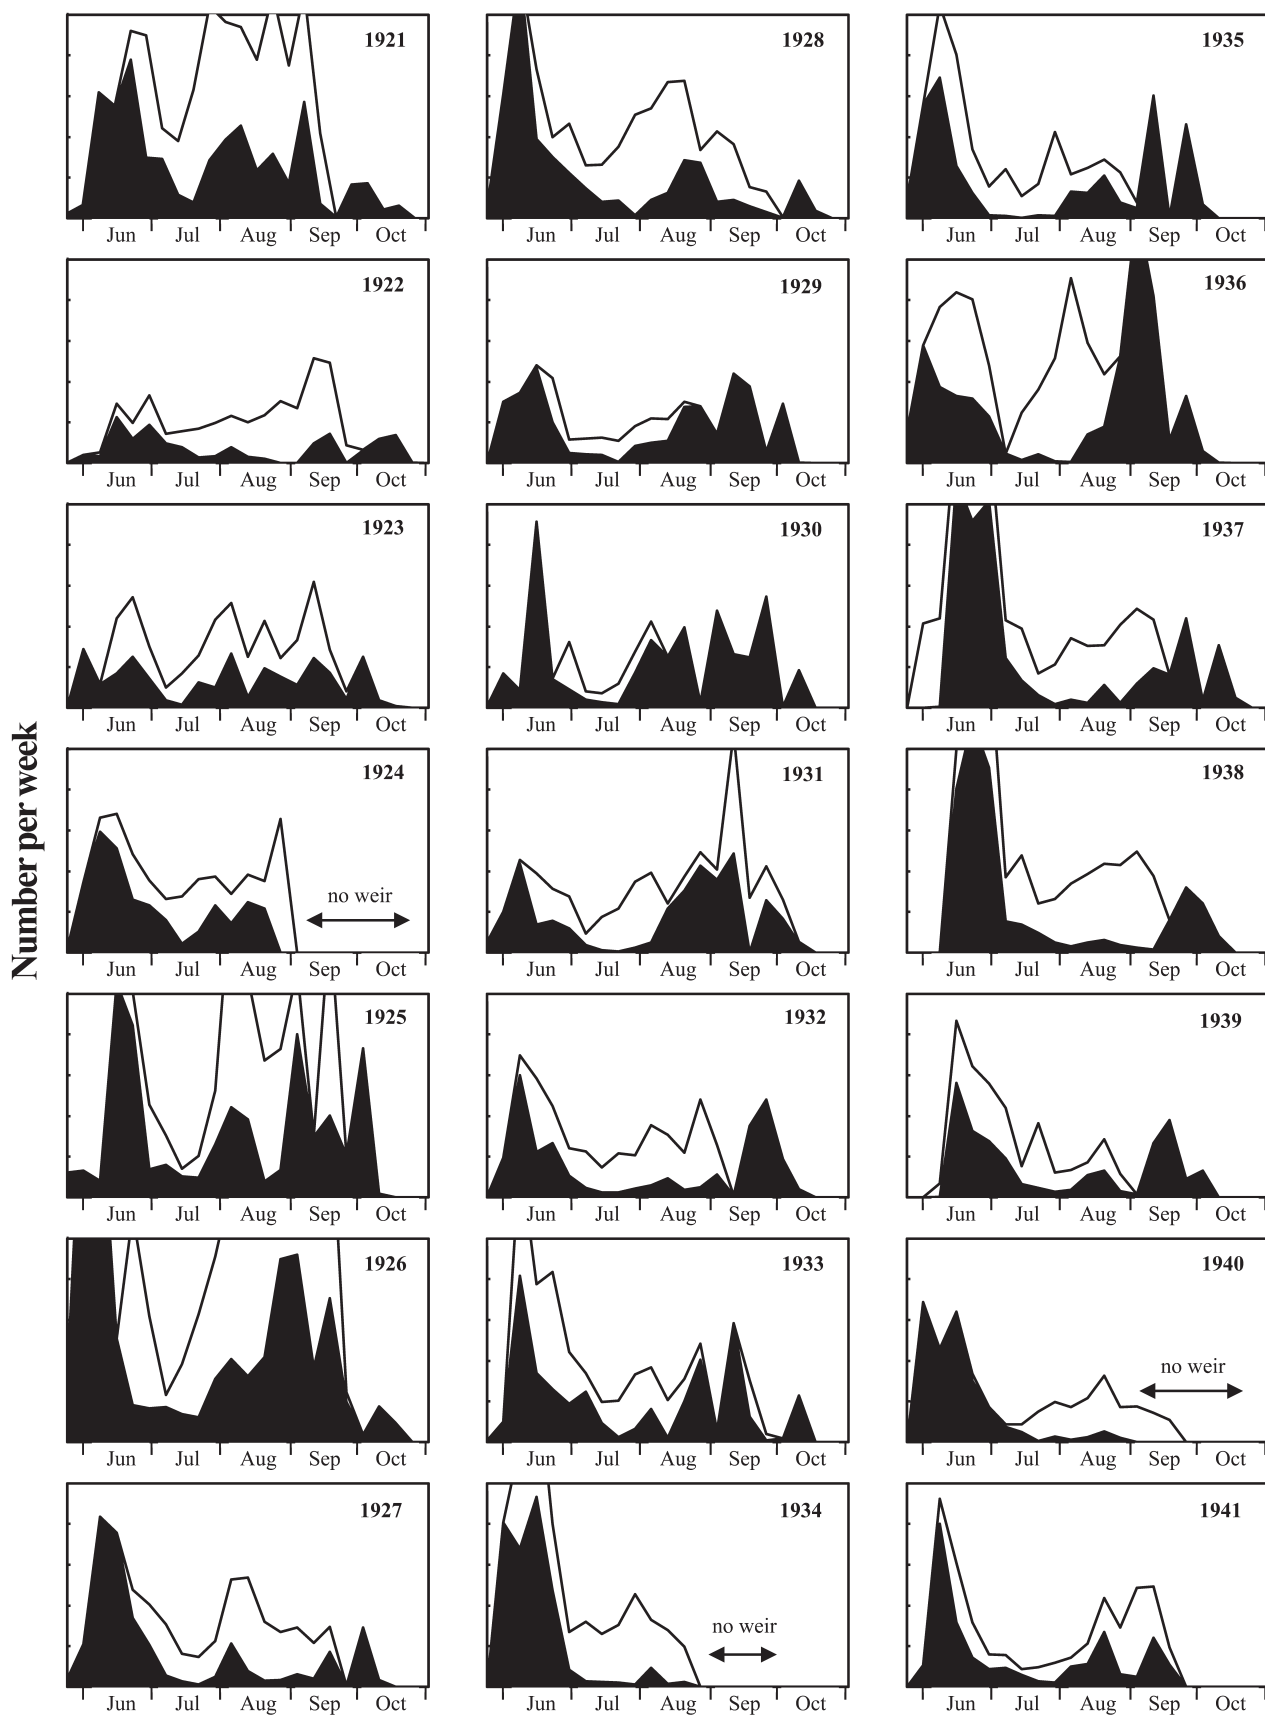 Number per week
1921
Jun Jul Aug Sep Oct
1928
Jun Jul Aug Sep Oct
1935
Jun Jul Aug Sep Oct
1922
Jun Jul Aug Sep Oct
1929
Jun Jul Aug Sep Oct
1936
Jun Jul Aug Sep Oct
1923
Jun Jul Aug Sep Oct
1930
Jun Jul Aug Sep Oct
1937
Jun Jul Aug Sep Oct
1924
no weir
Jun Jul Aug Sep Oct
1931
Jun Jul Aug Sep Oct
1938
Jun Jul Aug Sep Oct
1925
Jun Jul Aug Sep Oct
1932
Jun Jul Aug Sep Oct
1939
Jun Jul Aug Sep Oct
1926
Jun Jul Aug Sep Oct
1933
Jun Jul Aug Sep Oct
1940
no weir
Jun Jul Aug Sep Oct
1927
Jun Jul Aug Sep Oct
1934
no weir
Jun Jul Aug Sep Oct
1941
Jun Jul Aug Sep Oct